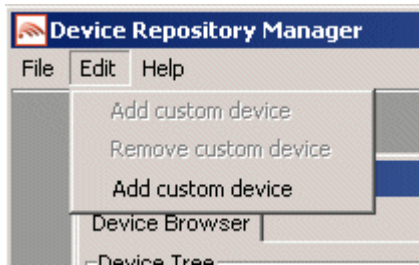 Device Repository Manager
File Edit Help
Add custom device
Remove custom device
Add custom device
Device Browser
Device Tree